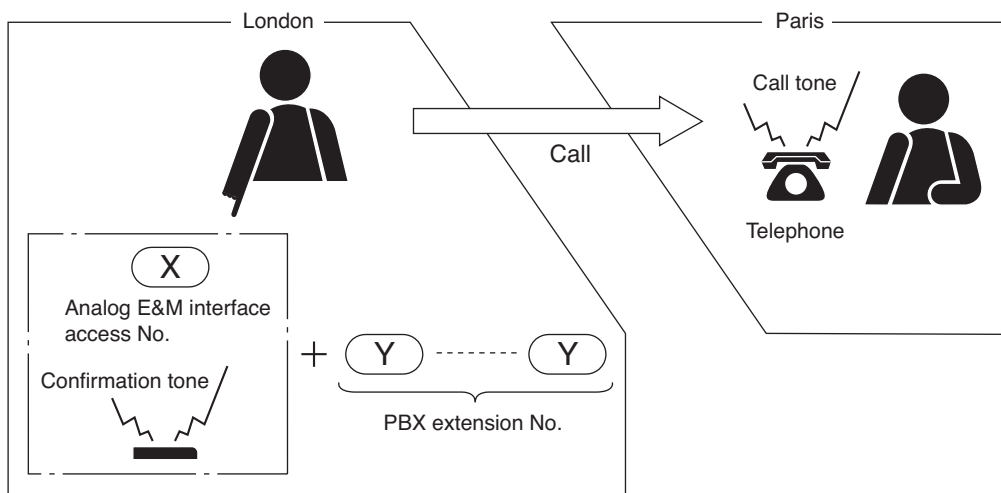 London
Paris
Call tone
Call
Telephone
X
Analog E&M interface
access No.
+
Y
Y
Confirmation tone
PBX extension No.